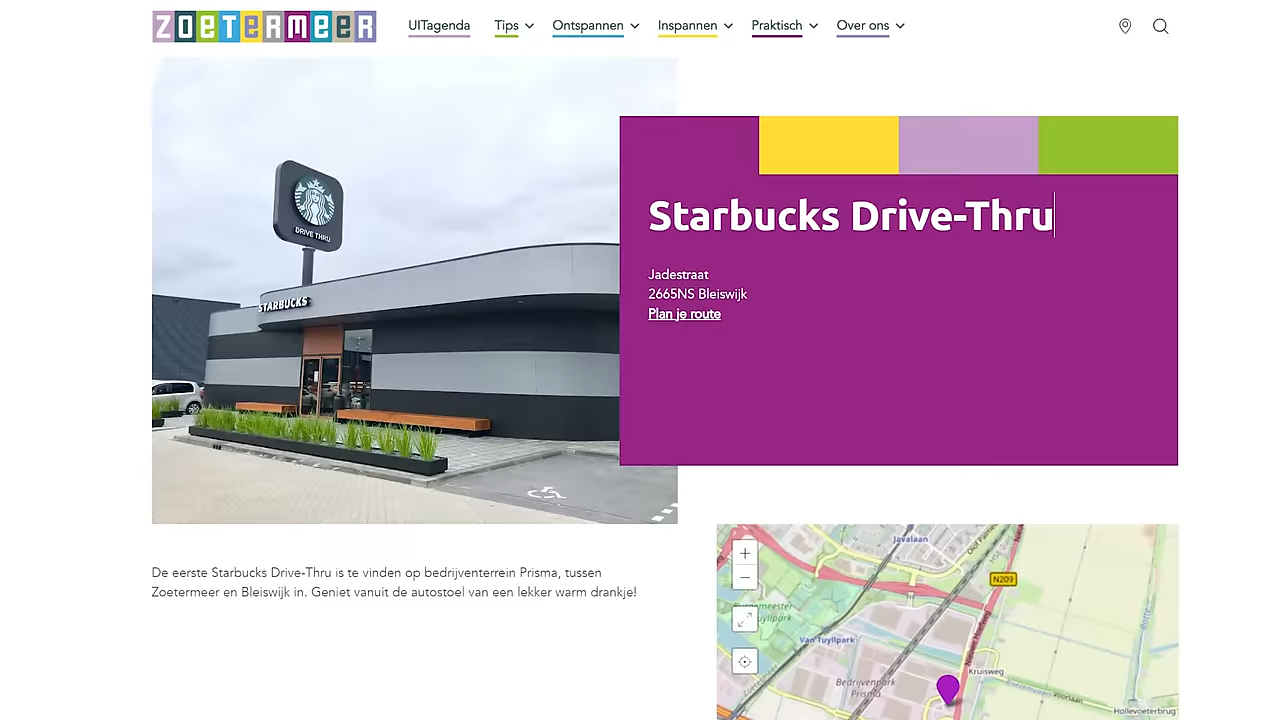 ZOETERMEER
UITagenda
Tips
Ontspannen
Inspannen
Praktisch
Over ons
DRIVE THRU
STARBUCKS
Starbucks Drive-Thru
Jadestraat
2665NS Bleiswijk
Plan je route
De eerste Starbucks Drive-Thru is te vinden op bedrijventerrein Prisma, tussen
Zoetermeer en Bleiswijk in. Geniet vanuit de autostoel van een lekker warm drankje!
Javalaan
N209
Van Tuyllpark
Kruisweg
Bedrijvenpark
Prisma
Rotte
Hollevoeterbrug